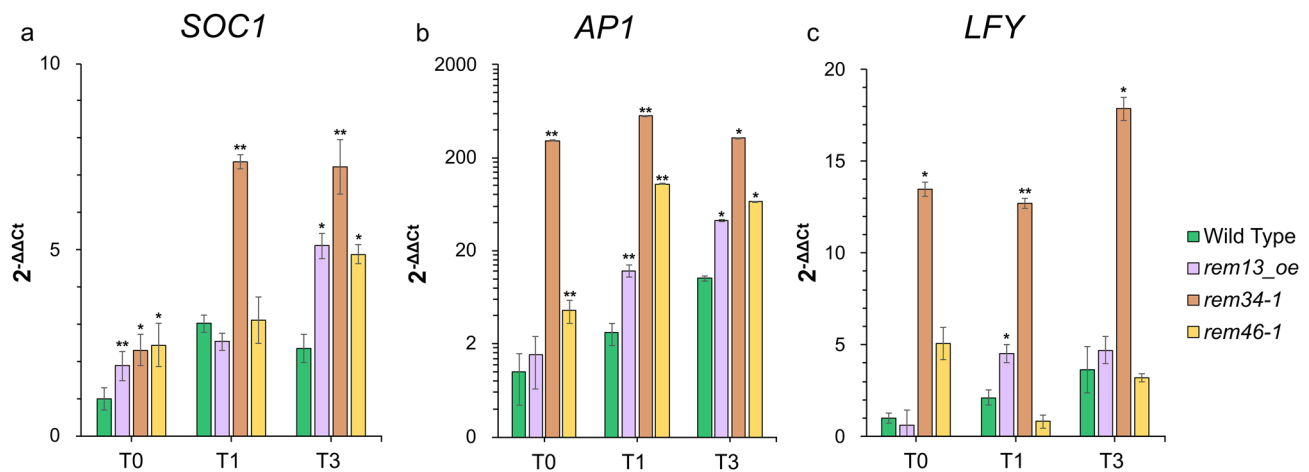 a
SOC1
10
5
0
2-ΔΔCt
**
*
*
**
**
*
*
T0
T1
T3
b
AP1
2000
200
20
2
0
2-ΔΔCt
**
**
**
**
**
*
*
*
T0
T1
T3
c
LFY
20
15
10
5
0
2-ΔΔCt
*
*
**
*
T0
T1
T3
Wild Type
rem13_oe
rem34-1
rem46-1